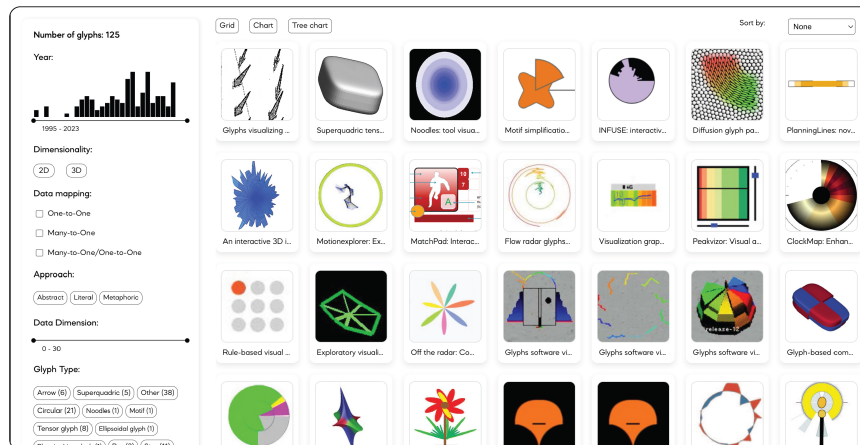 Number of glyphs: 125
Year:
1995 - 2023
Dimensionality:
2D 3D
Data mapping:
One-to-One
Many-to-One
Many-to-One/One-to-One
Approach:
Abstract Literal Metaphoric
Data Dimension:
0 - 30
Glyph Type:
Arrow (6) Superquadric (5) Other (38)
Circular (21) Noodles (1) Motif (1)
Tensor glyph (8) Ellipsoidal glyph (1)
Grid Chart Tree chart
Sort by: None
Glyphs visualizing ... Superquadric tens... Noodles: tool visua... Motif simplificatio... INFUSE: interactiv... Diffusion glyph pa... PlanningLines: nov...
10
7
A
An interactive 3D i... Motionexplorer: Ex... MatchPad: Interac... Flow radar glyphs... Visualization grap... Peakvizor: Visual a... ClockMap: Enhan...
release-12
Rule-based visual ... Exploratory visuali... Off the radar: Co... Glyphs software vi... Glyphs software vi... Glyphs software vi... Glyph-based com...